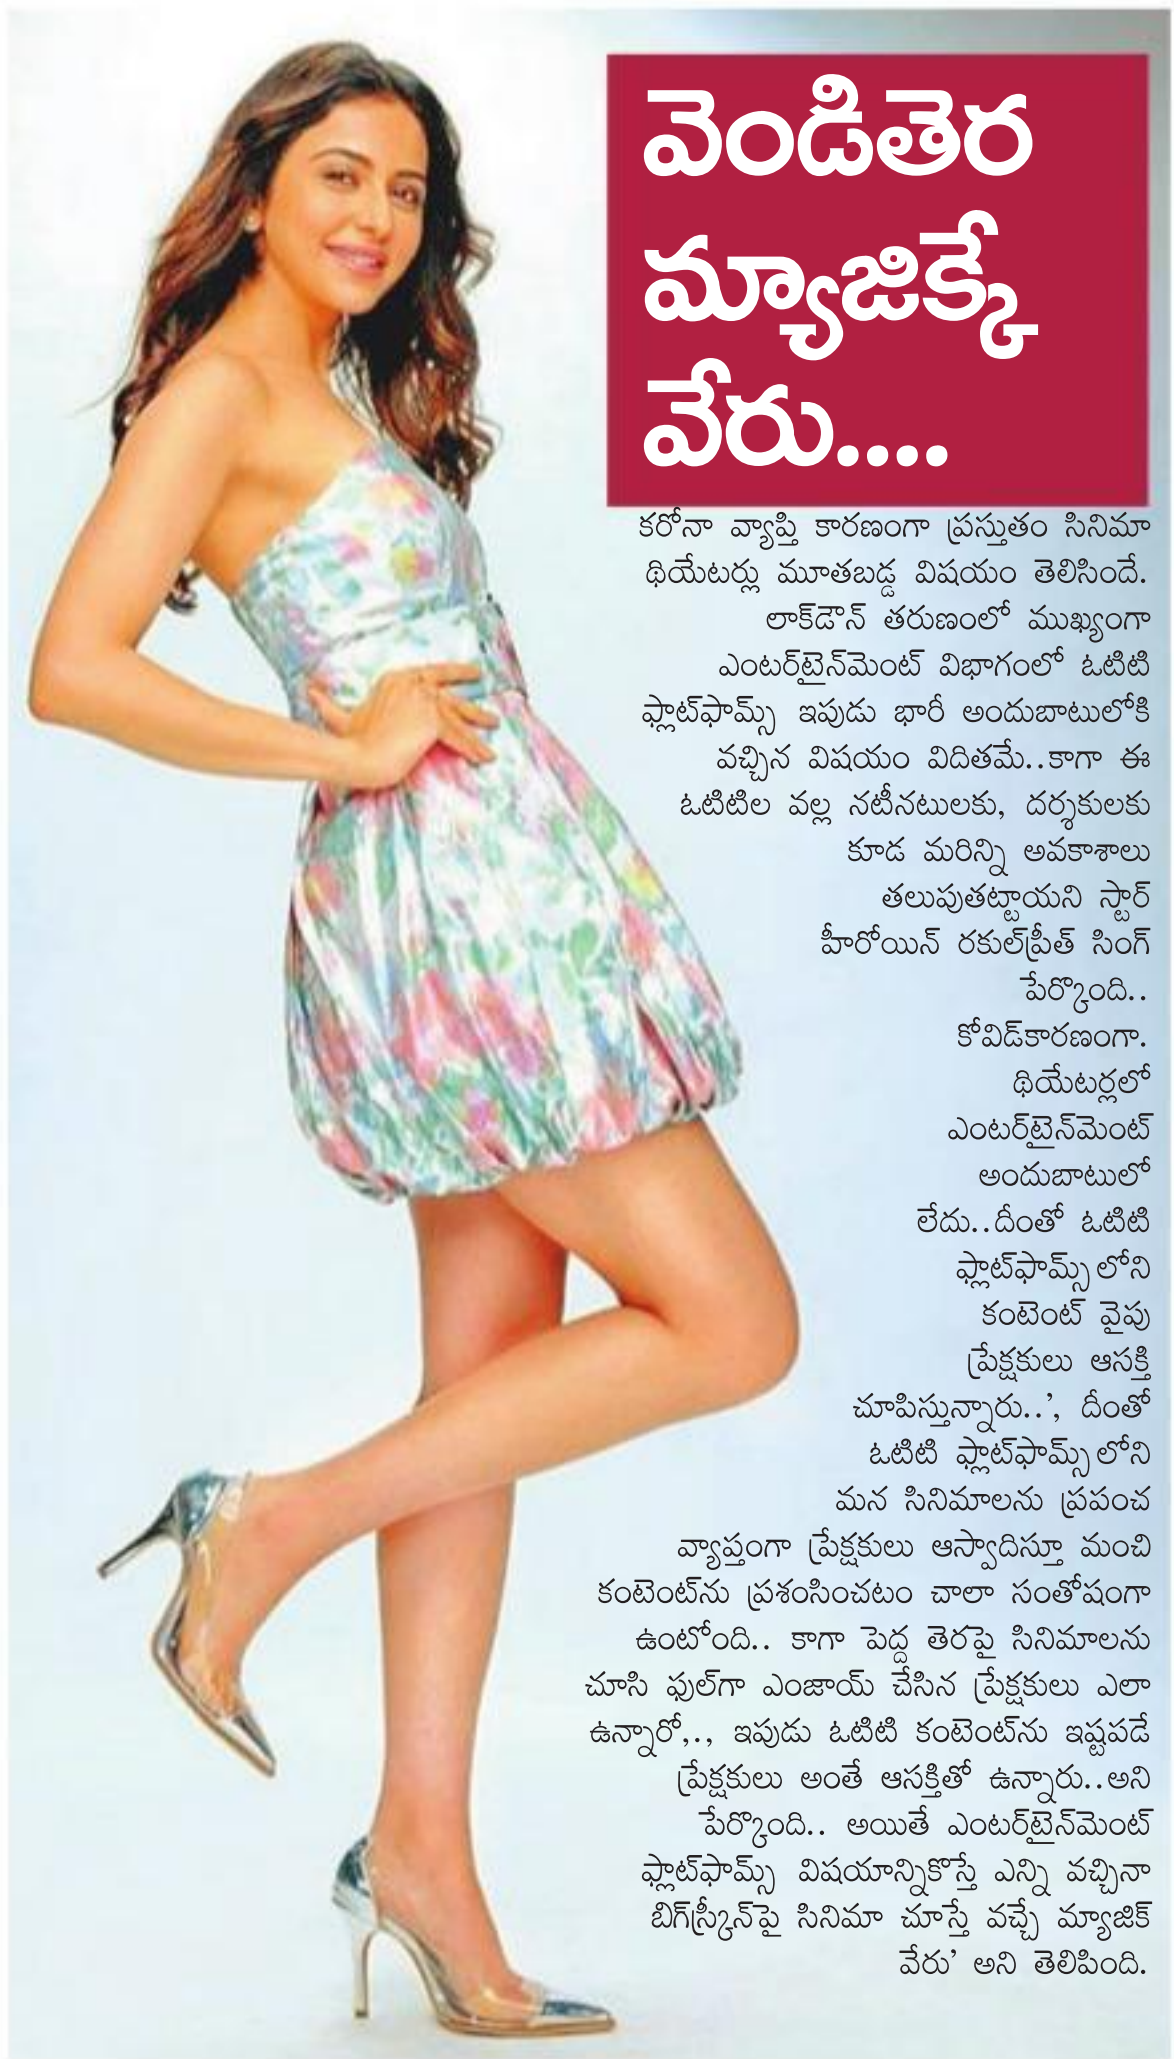 వెండితెర
మ్యాజిక్కే
వేరు....
కరోనా వ్యాప్తి కారణంగా ప్రస్తుతం సినిమా
థియేటర్లు మూతబడ్డ విషయం తెలిసిందే.
లాక్‌డౌన్ తరుణంలో ముఖ్యంగా
ఎంటర్‌టైన్‌మెంట్ విభాగంలో ఓటిటి
ప్లాట్‌ఫామ్స్ ఇపుడు భారీ అందుబాటులోకి
వచ్చిన విషయం విదితమే..కాగా ఈ
ఓటిటిల వల్ల నటీనటులకు, దర్శకులకు
కూడ మరిన్ని అవకాశాలు
తలుపుతట్టాయని స్టార్
హీరోయిన్ రకుల్‌ప్రీత్ సింగ్
పేర్కొంది..
కోవిడ్‌కారణంగా.
థియేటర్లలో
ఎంటర్‌టైన్‌మెంట్
అందుబాటులో
లేదు..దీంతో ఓటిటి
ఫ్లాట్‌ఫామ్స్‌లోని
కంటెంట్ వైపు
ప్రేక్షకులు ఆసక్తి
చూపిస్తున్నారు..’, దీంతో
ఓటిటి ఫ్లాట్‌ఫామ్స్‌లోని
మన సినిమాలను ప్రపంచ
వ్యాప్తంగా ప్రేక్షకులు ఆస్వాదిస్తూ మంచి
కంటెంట్‌ను ప్రశంసించటం చాలా సంతోషంగా
ఉంటోంది.. కాగా పెద్ద తెరపై సినిమాలను
చూసి ఫుల్‌గా ఎంజాయ్ చేసిన ప్రేక్షకులు ఎలా
ఉన్నారో,., ఇపుడు ఓటిటి కంటెంట్‌ను ఇష్టపడే
ప్రేక్షకులు అంతే ఆసక్తితో ఉన్నారు..అని
పేర్కొంది.. అయితే ఎంటర్‌టైన్‌మెంట్
ఫ్లాట్‌ఫామ్స్ విషయాన్నికొస్తే ఎన్ని వచ్చినా
బిగ్‌స్క్రీన్‌పై సినిమా చూస్తే వచ్చే మ్యాజిక్
వేరు’ అని తెలిపింది.